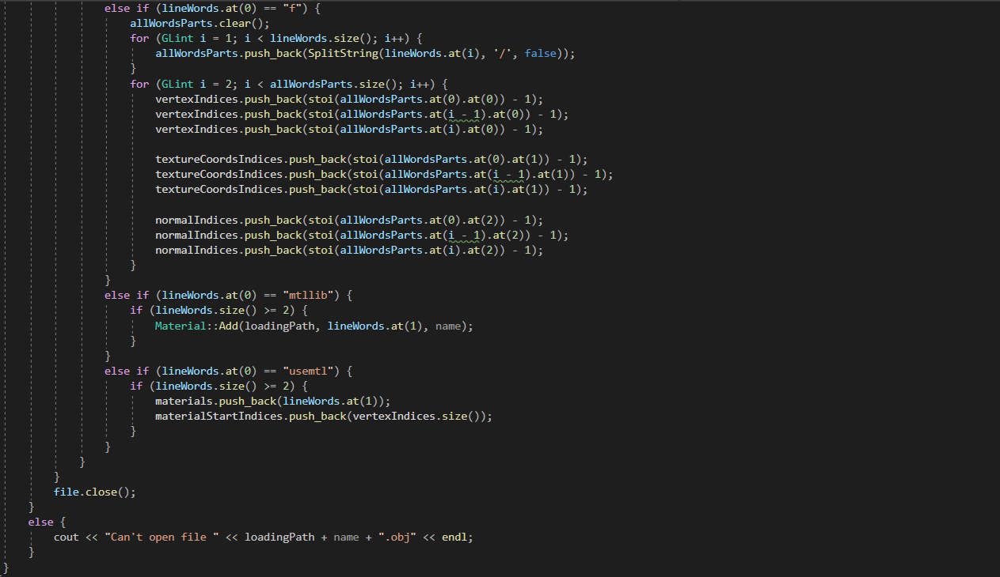 else if (lineWords.at(0) == "f") {
allWordsParts.clear();
for (GLint i = 1; i < lineWords.size(); i++) {
allWordsParts.push_back(SplitString(lineWords.at(i), '/', false));
}
for (GLint i = 2; i < allWordsParts.size(); i++) {
vertexIndices.push_back(stoi(allWordsParts.at(0).at(0)) - 1);
vertexIndices.push_back(stoi(allWordsParts.at(i - 1).at(0)) - 1);
vertexIndices.push_back(stoi(allWordsParts.at(i).at(0)) - 1);
textureCoordsIndices.push_back(stoi(allWordsParts.at(0).at(1)) - 1);
textureCoordsIndices.push_back(stoi(allWordsParts.at(i - 1).at(1)) - 1);
textureCoordsIndices.push_back(stoi(allWordsParts.at(i).at(1)) - 1);
normalIndices.push_back(stoi(allWordsParts.at(0).at(2)) - 1);
normalIndices.push_back(stoi(allWordsParts.at(i - 1).at(2)) - 1);
normalIndices.push_back(stoi(allWordsParts.at(i).at(2)) - 1);
}
}
else if (lineWords.at(0) == "mtllib") {
if (lineWords.size() >= 2) {
Material::Add(loadingPath, lineWords.at(1), name);
}
}
else if (lineWords.at(0) == "usemtl") {
if (lineWords.size() >= 2) {
materials.push_back(lineWords.at(1));
materialStartIndices.push_back(vertexIndices.size());
}
}
}
}
file.close();
}
else {
cout << "Can't open file " << loadingPath + name + ".obj" << endl;
}
}